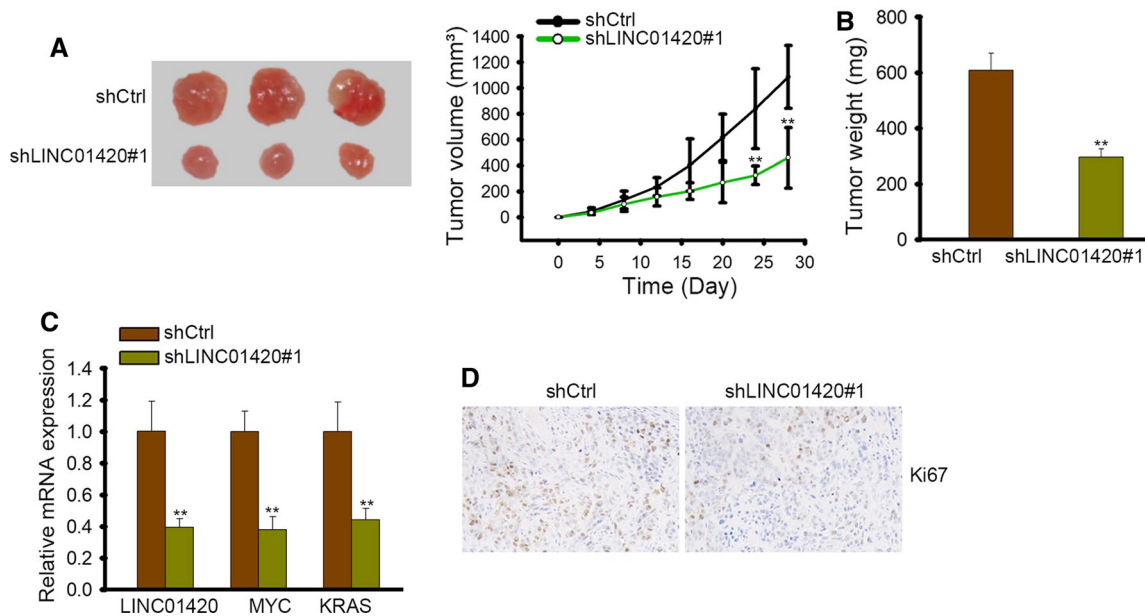 A
shCtrl
shLINC01420#1
shCtrl
shLINC01420#1
Tumor volume (mm³)
1400
1200
1000
800
600
400
200
0
**
**
0 5 10 15 20 25 30
Time (Day)
B
Tumor weight (mg)
800
600
400
200
0
**
shCtrl shLINC01420#1
C
shCtrl
shLINC01420#1
Relative mRNA expression
1.4
1.2
1.0
0.8
0.6
0.4
0.2
0.0
** ** **
LINC01420 MYC KRAS
D
shCtrl shLINC01420#1
Ki67